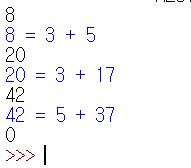 8
8 = 3 + 5
20
20 = 3 + 17
42
42 = 5 + 37
0
>>>